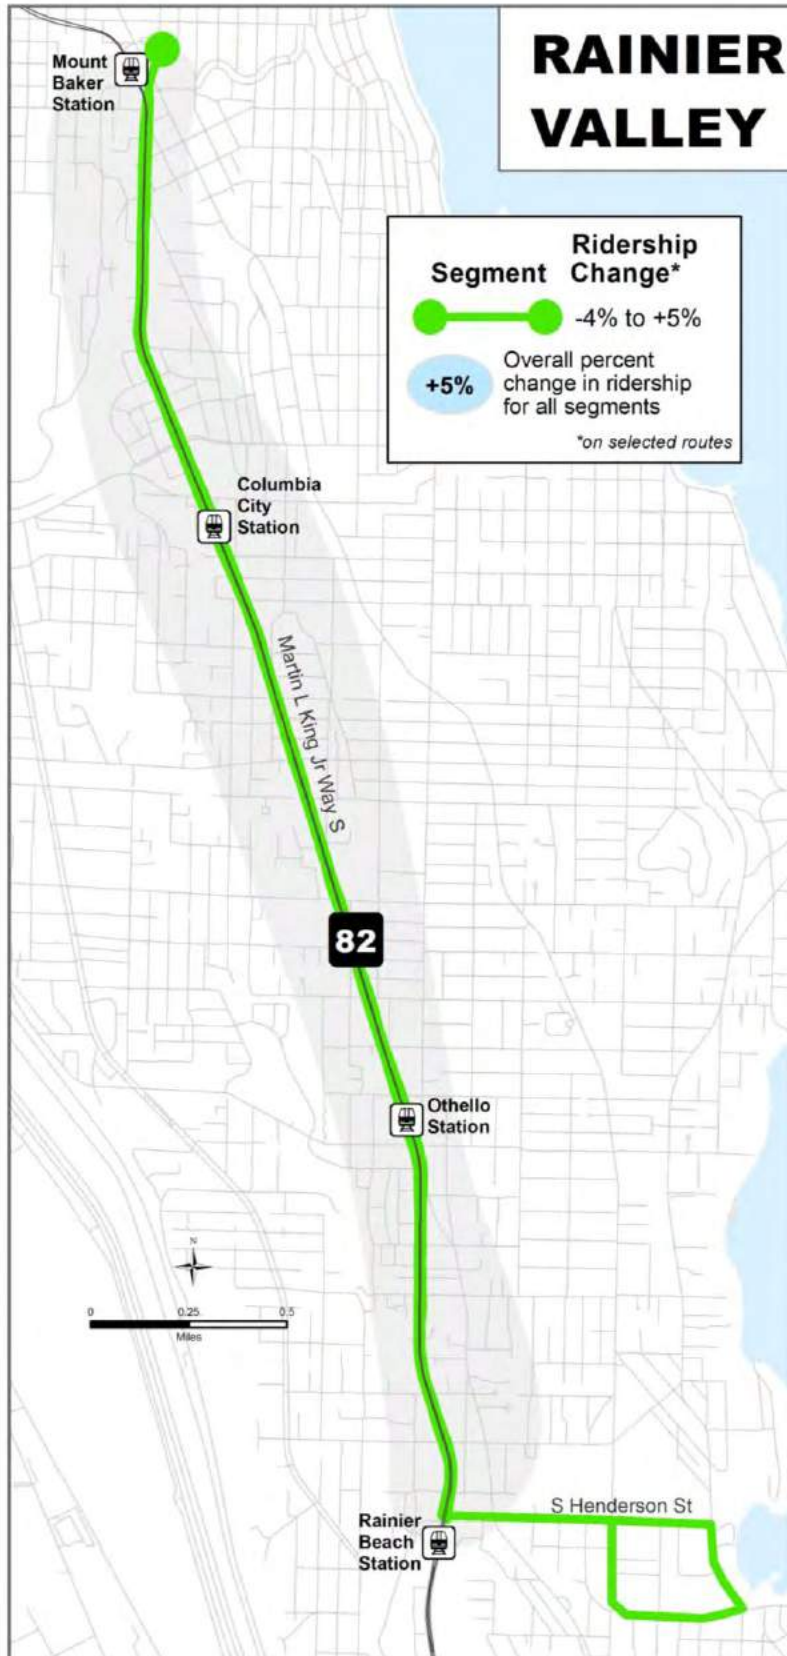 RAINIER
VALLEY
Mount
Baker
Station
Segment
Ridership
Change*
-4% to +5%
+5%
Overall percent
change in ridership
for all segments
*on selected routes
Columbia
City
Station
Martin L King Jr Way S
82
Othello
Station
N
0
0.25
0.5
Miles
S Henderson St
Rainier
Beach
Station